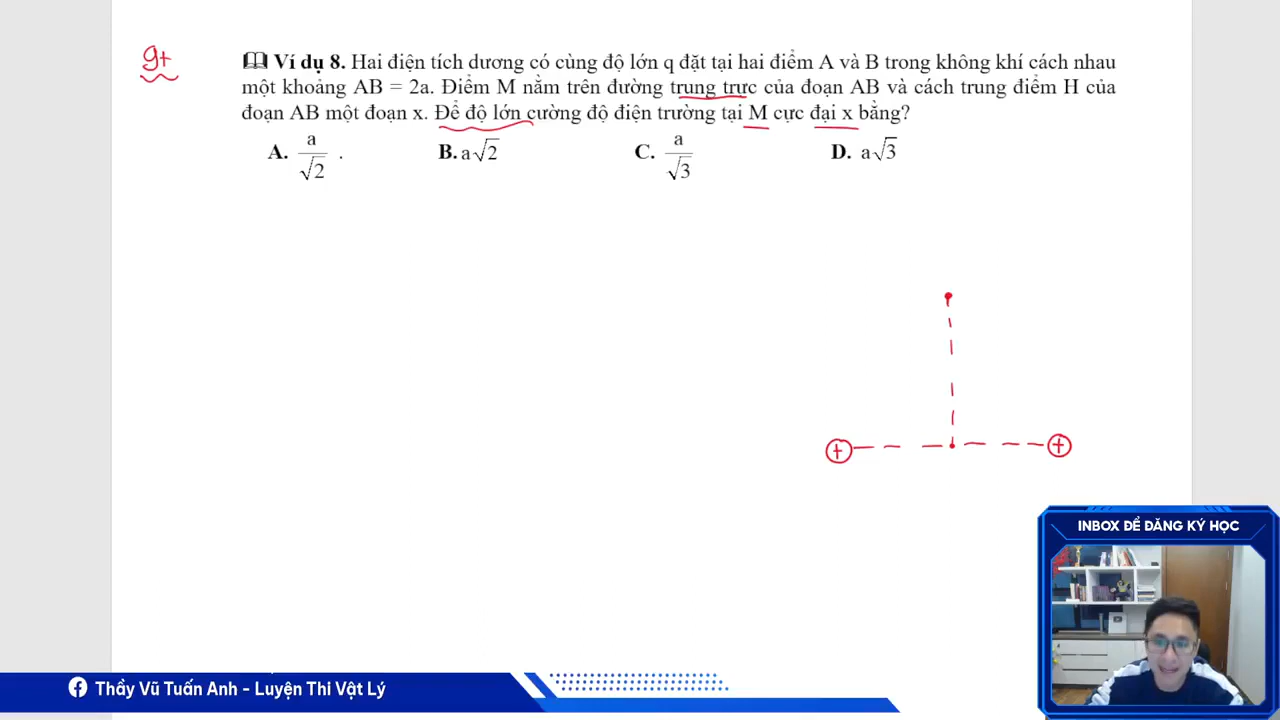 9+
Ví dụ 8. Hai điện tích dương có cùng độ lớn q đặt tại hai điểm A và B trong không khí cách nhau
một khoảng AB = 2a. Điểm M nằm trên đường trung trực của đoạn AB và cách trung điểm H của
đoạn AB một đoạn x. Để độ lớn cường độ điện trường tại M cực đại x bằng?
A. a/√2 . B. a√2 C. a/√3 D. a√3
+ +
INBOX ĐỂ ĐĂNG KÝ HỌC
Thầy Vũ Tuấn Anh - Luyện Thi Vật Lý